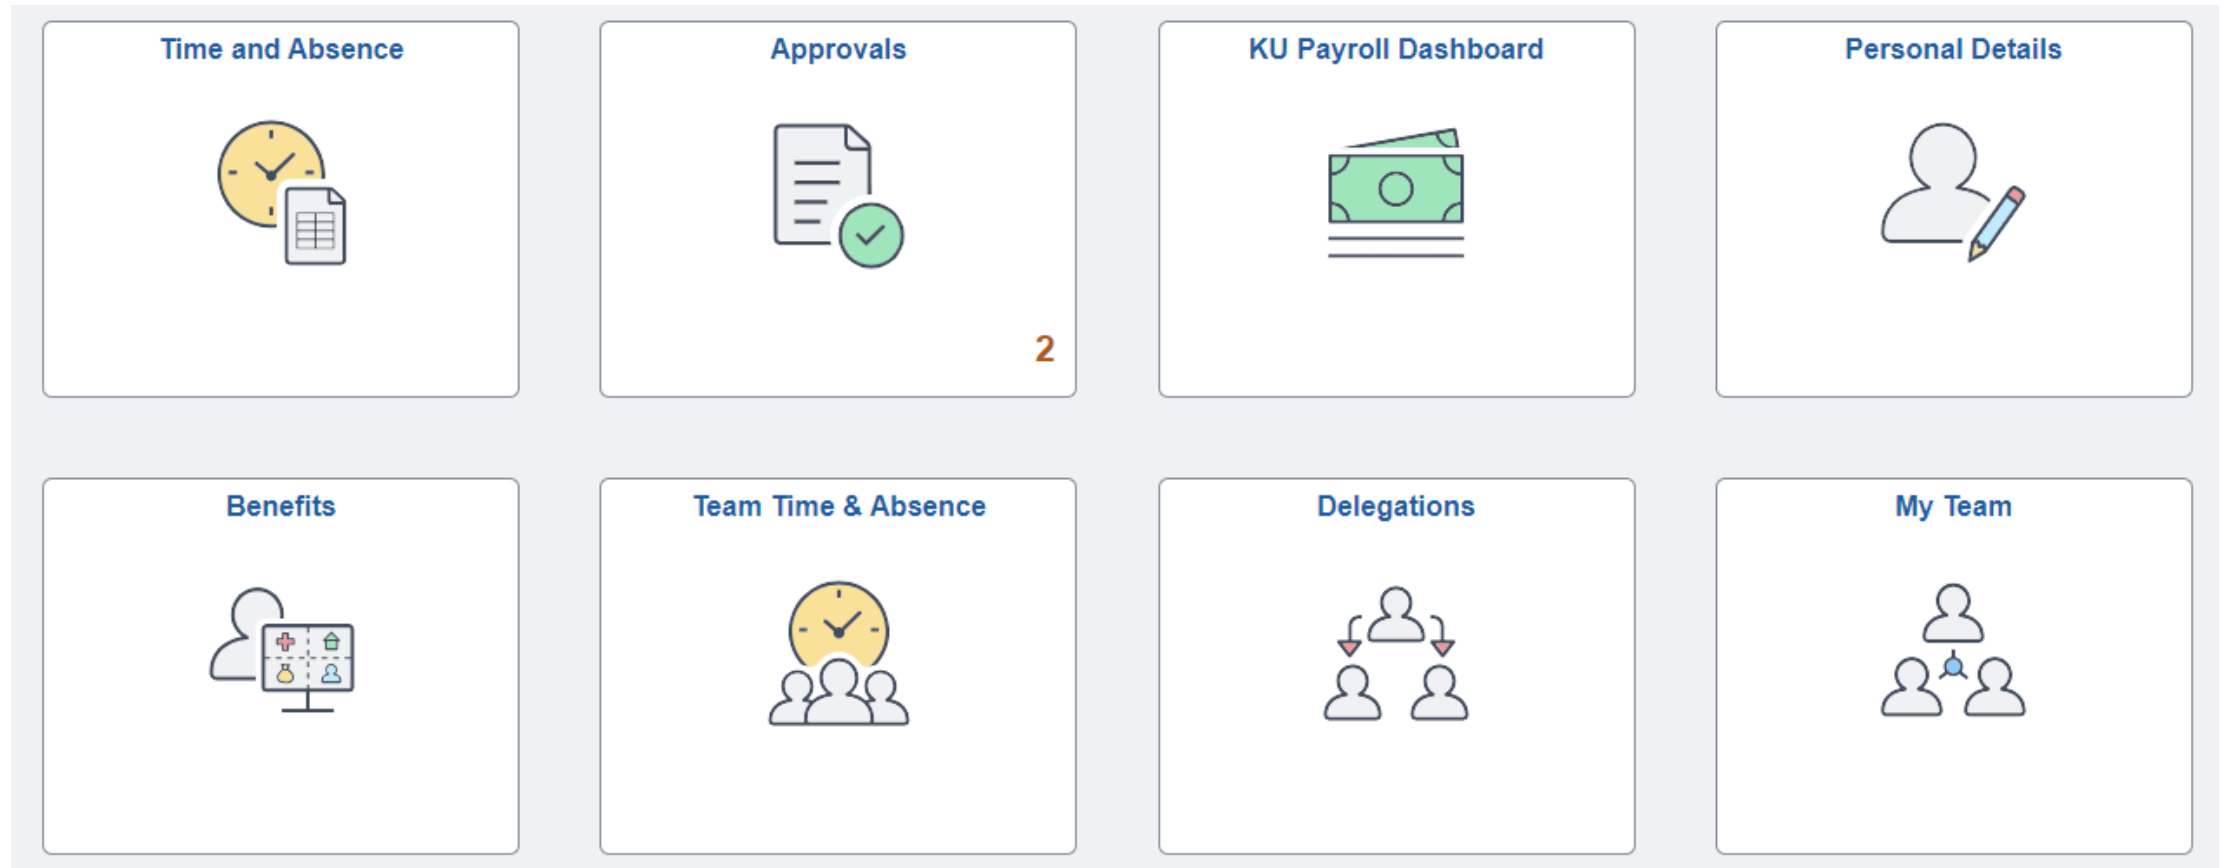 Time and Absence
Approvals
2
KU Payroll Dashboard
Personal Details
Benefits
Team Time & Absence
Delegations
My Team